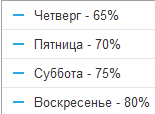 Четверг - 65%
Пятница - 70%
Суббота - 75%
Воскресенье - 80%